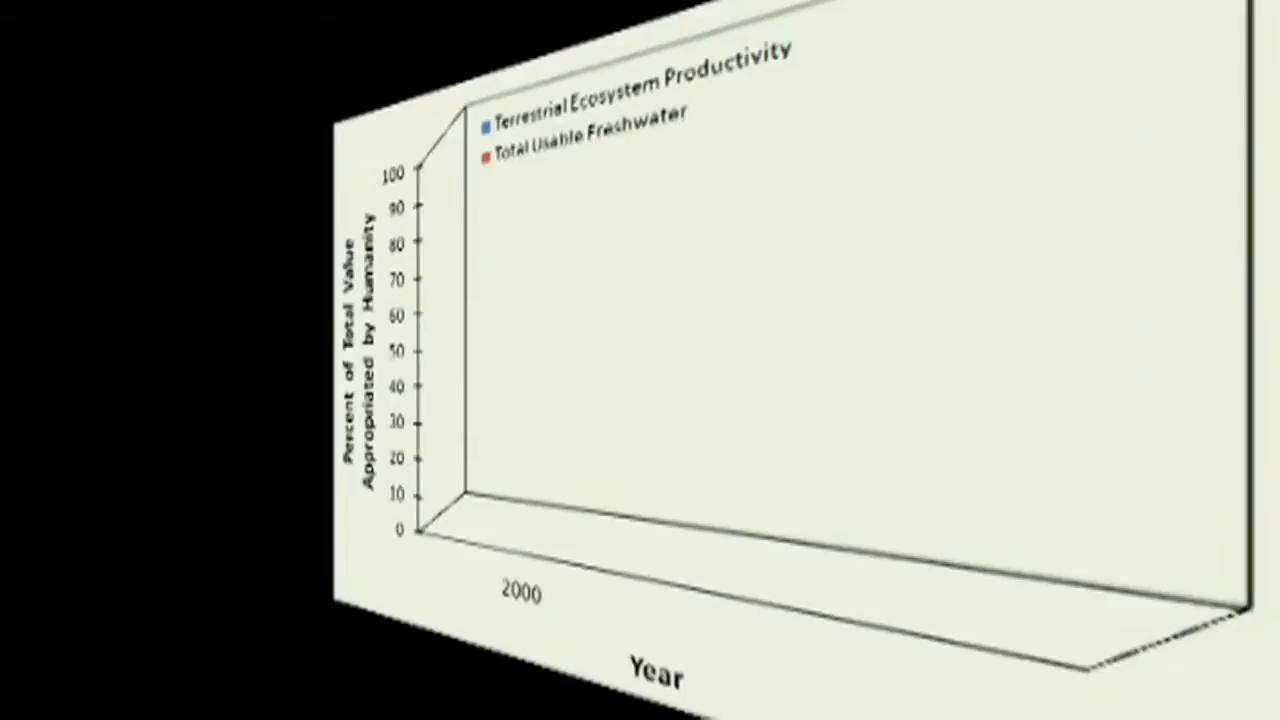 Terrestrial Ecosystem Productivity
Total Usable Freshwater
100
90
80
70
60
50
40
30
20
10
0
Percent of Total Value
Appropriated by Humanity
2000
Year